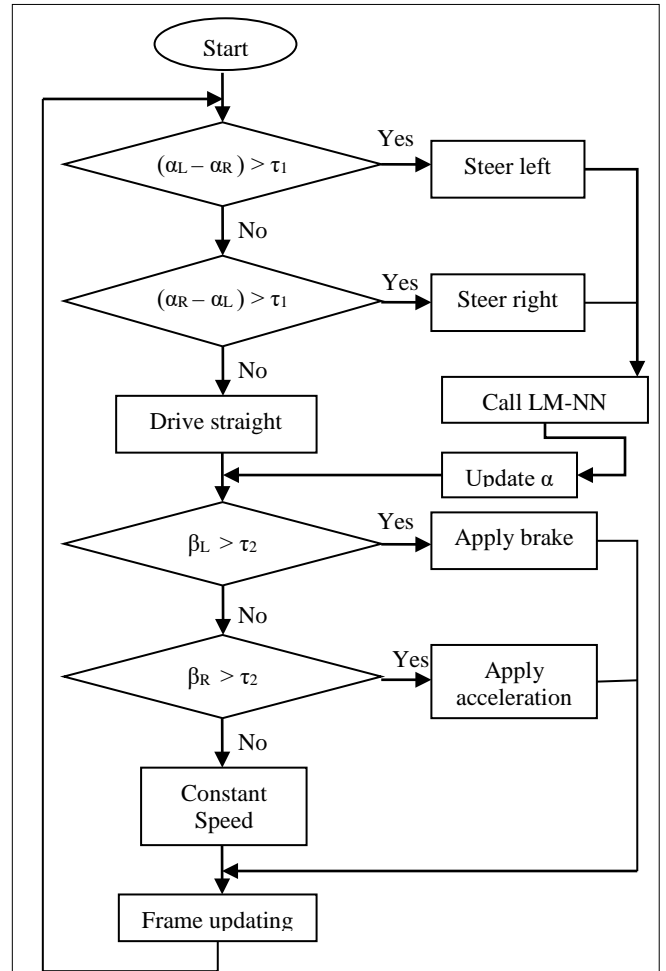 Start
(αL – αR) > τ1
Yes
Steer left
No
(αR – αL) > τ1
Yes
Steer right
No
Drive straight
Call LM-NN
Update α
βL > τ2
Yes
Apply brake
No
βR > τ2
Yes
Apply
acceleration
No
Constant
Speed
Frame updating